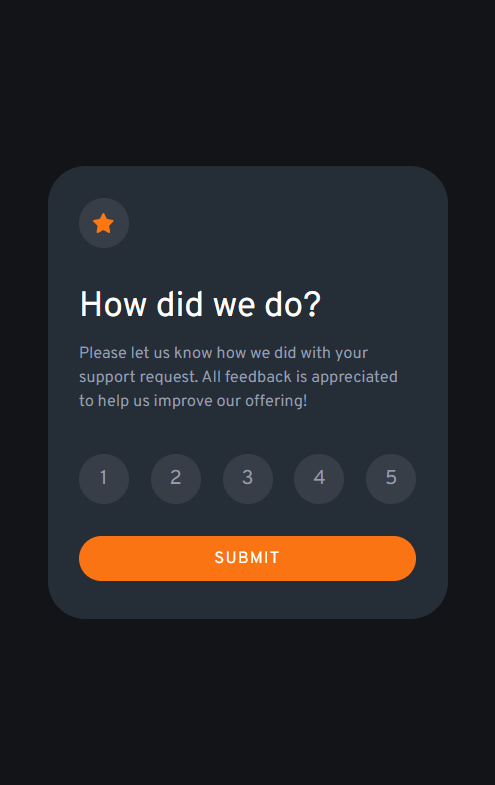 How did we do?
Please let us know how we did with your
support request. All feedback is appreciated
to help us improve our offering!
1 2 3 4 5
SUBMIT